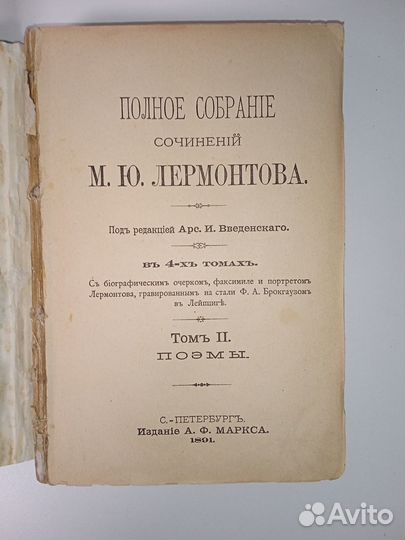 ПОЛНОЕ СОБРАНІЕ
СОЧИНЕНІЙ
М. Ю. ЛЕРМОНТОВА.
Подъ редакціей Арс. И. Введенскаго.
ВЪ 4-ХЪ ТОМАХЪ.
Съ біографическимъ очеркомъ, факсимиле и портретомъ
Лермонтова, гравированнымъ на стали Ф. А. Брокгаузомъ
въ Лейпцигѣ.
Томъ II.
ПОЭМЫ.
С.-ПЕТЕРБУРГЪ.
Изданіе А. Ф. МАРКСА.
1891.
Avito